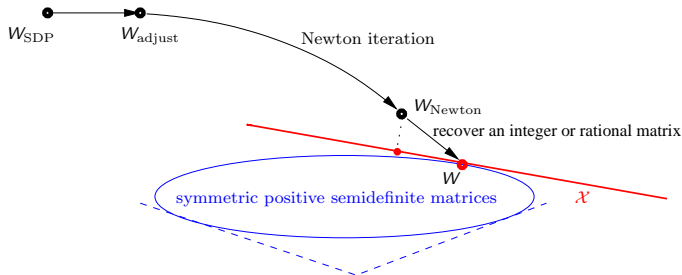 W_SDP
W_adjust
Newton iteration
W_Newton
recover an integer or rational matrix
W
symmetric positive semidefinite matrices
𝒳